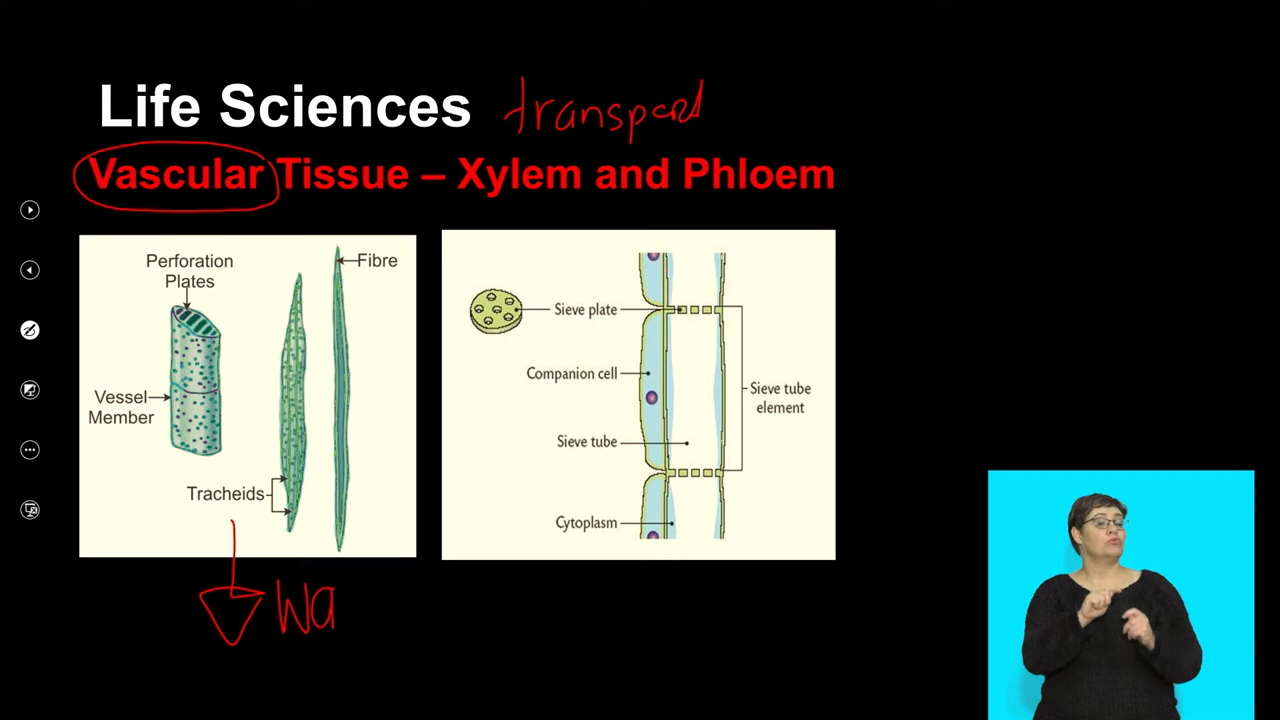 Life Sciences transport
Vascular Tissue – Xylem and Phloem
Perforation
Plates
Fibre
Vessel
Member
Tracheids
Sieve plate
Companion cell
Sieve tube
element
Sieve tube
Cytoplasm
Wa